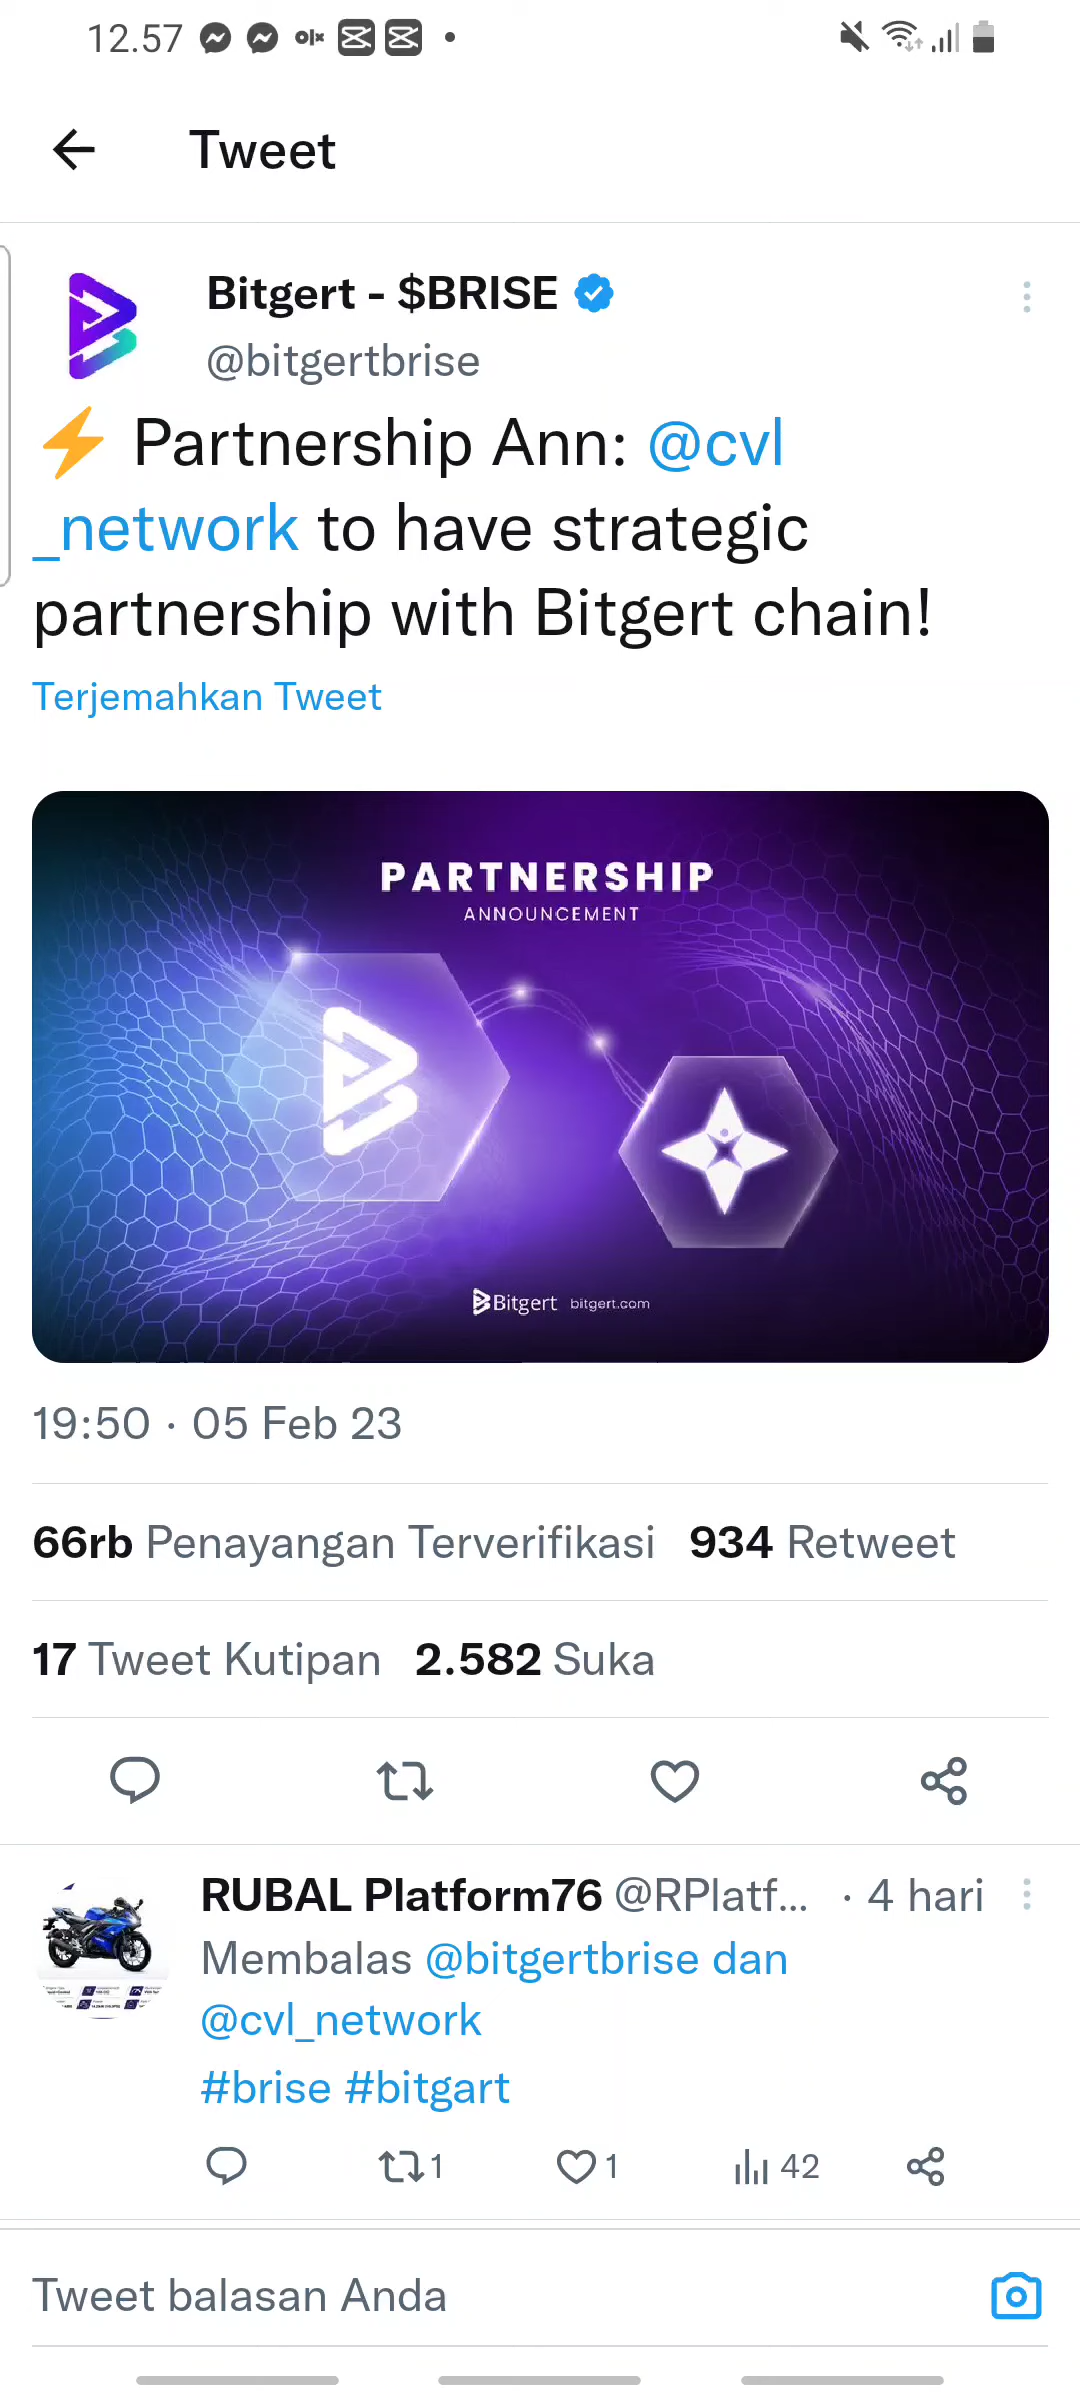 12.57
olx
Tweet
Bitgert - $BRISE
@bitgertbrise
⚡ Partnership Ann: @cvl
_network to have strategic
partnership with Bitgert chain!
Terjemahkan Tweet
PARTNERSHIP
ANNOUNCEMENT
Bitgert bitgert.com
19:50 · 05 Feb 23
66rb Penayangan Terverifikasi 934 Retweet
17 Tweet Kutipan 2.582 Suka
RUBAL Platform76 @RPlatf... · 4 hari
Membalas @bitgertbrise dan
@cvl_network
#brise #bitgart
1 1 42
Tweet balasan Anda